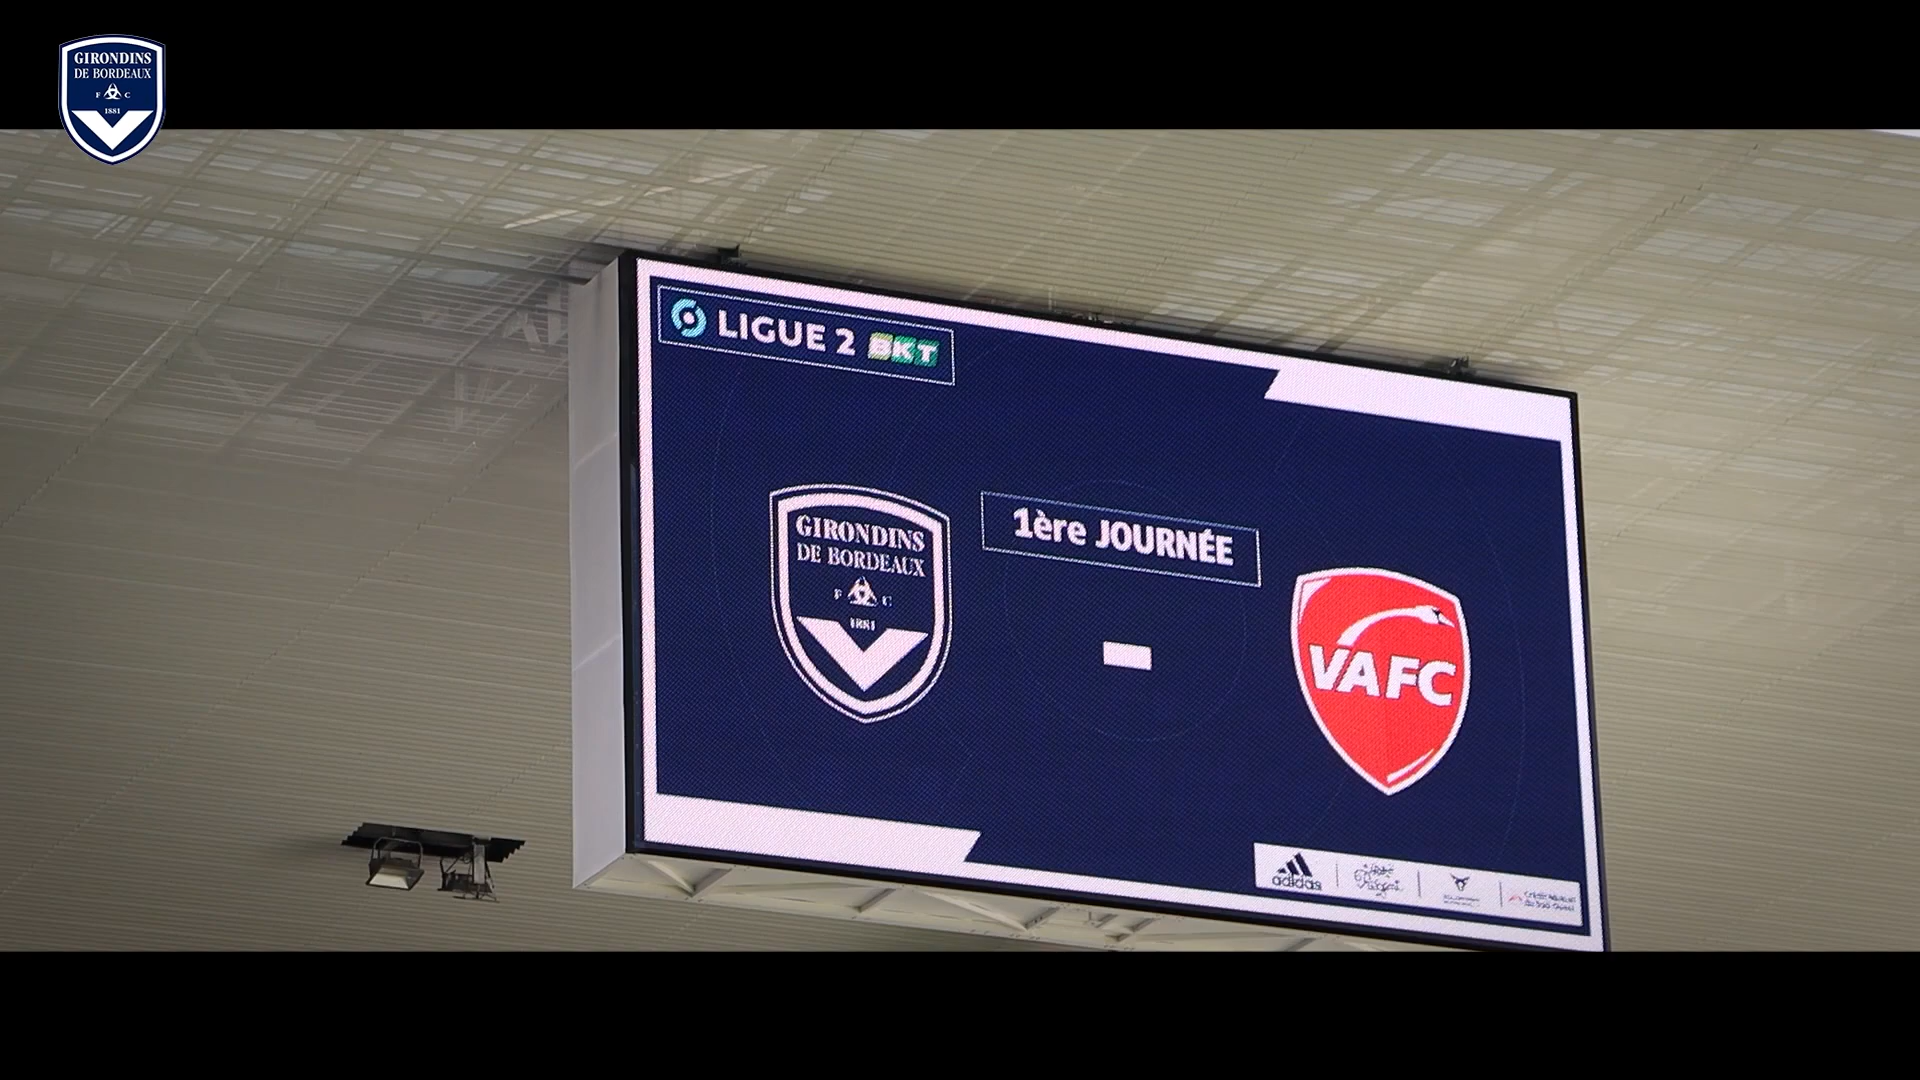 GIRONDINS
DE BORDEAUX
F C
1881
LIGUE 2 BKT
1ère JOURNÉE
GIRONDINS
DE BORDEAUX
F C
1881
-
VAFC
adidas